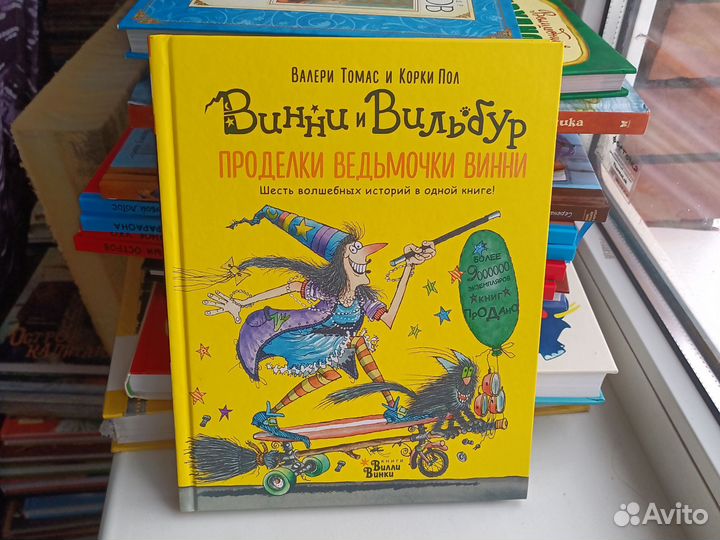 Валери Томас и Корки Пол
Винни и Вильбур
ПРОДЕЛКИ ВЕДЬМОЧКИ ВИННИ
Шесть волшебных историй в одной книге!
БОЛЕЕ
9000000
ЭКЗЕМПЛЯРОВ
КНИГ
ПРОДАНО
КНИГИ
Вилли
Винки
Avito